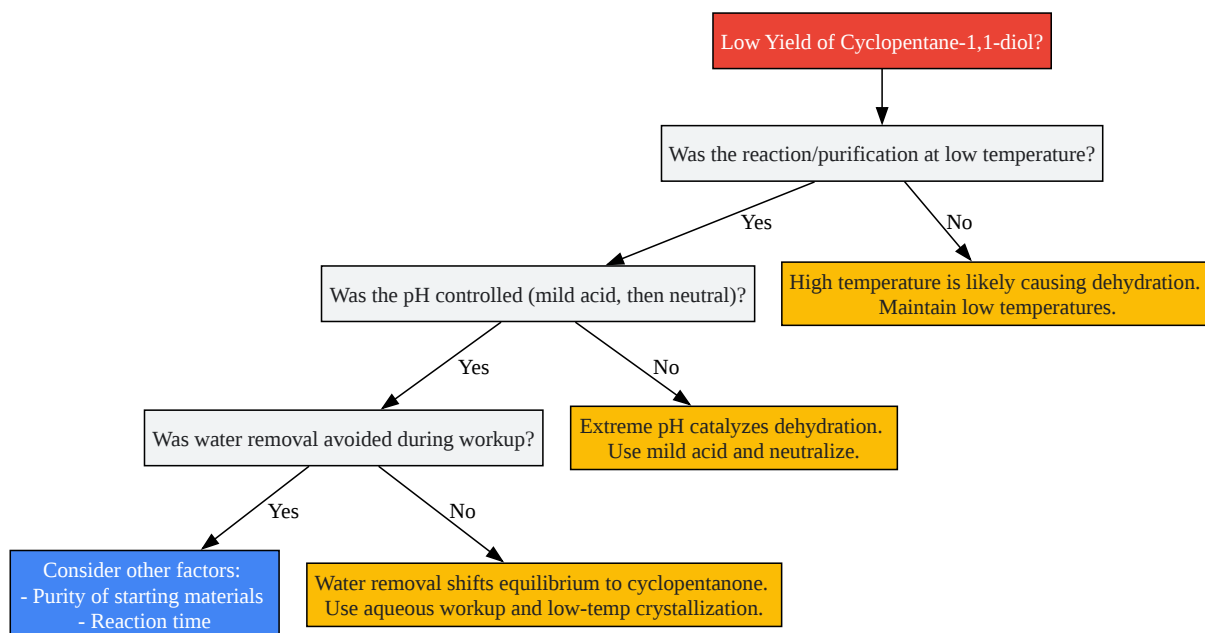 Low Yield of Cyclopentane-1,1-diol?
Was the reaction/purification at low temperature?
Yes
No
Was the pH controlled (mild acid, then neutral)?
High temperature is likely causing dehydration.
Maintain low temperatures.
Yes
No
Was water removal avoided during workup?
Extreme pH catalyzes dehydration.
Use mild acid and neutralize.
Yes
No
Consider other factors:
- Purity of starting materials
- Reaction time
Water removal shifts equilibrium to cyclopentanone.
Use aqueous workup and low-temp crystallization.